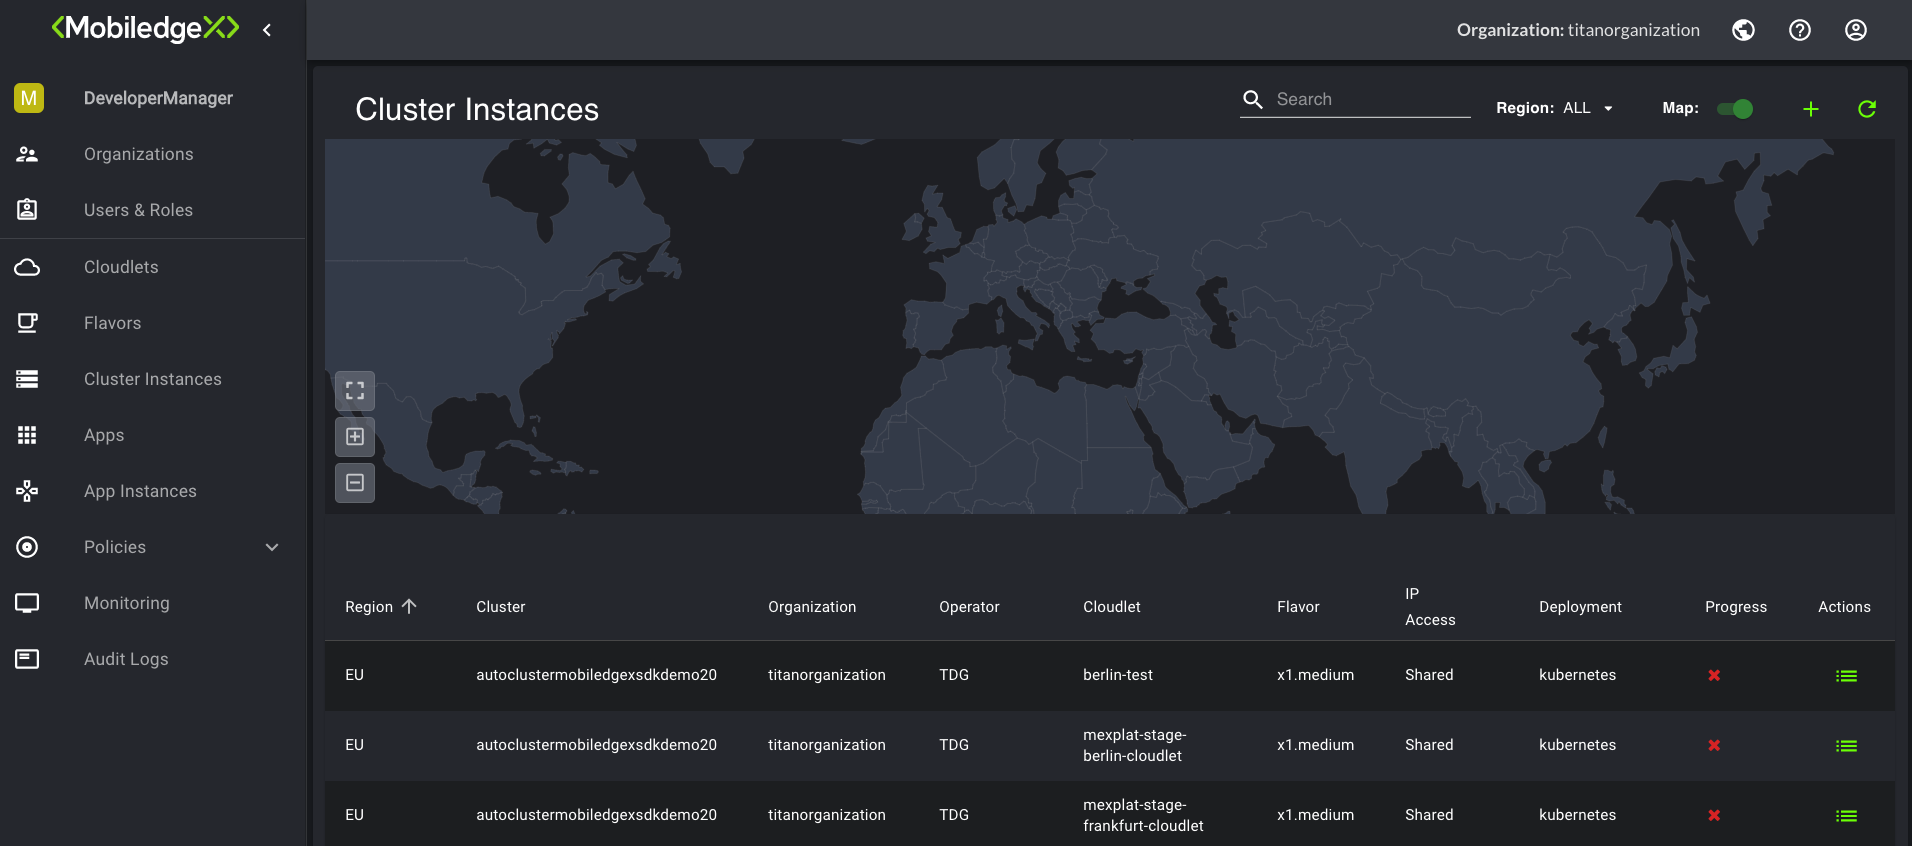 <MobiledgeX>
Organization: titanorganization
M DeveloperManager
Organizations
Users & Roles
Cloudlets
Flavors
Cluster Instances
Apps
App Instances
Policies
Monitoring
Audit Logs
Cluster Instances
Search
Region: ALL
Map:
Region Cluster Organization Operator Cloudlet Flavor IP Access Deployment Progress Actions
EU autoclustermobiledgexsdkdemo20 titanorganization TDG berlin-test x1.medium Shared kubernetes
EU autoclustermobiledgexsdkdemo20 titanorganization TDG mexplat-stage-
berlin-cloudlet x1.medium Shared kubernetes
EU autoclustermobiledgexsdkdemo20 titanorganization TDG mexplat-stage-
frankfurt-cloudlet x1.medium Shared kubernetes